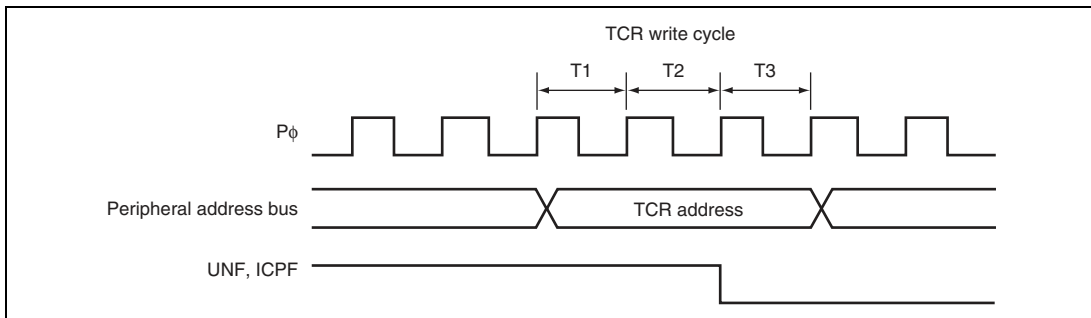 TCR write cycle
T1 T2 T3
Pϕ
Peripheral address bus
TCR address
UNF, ICPF